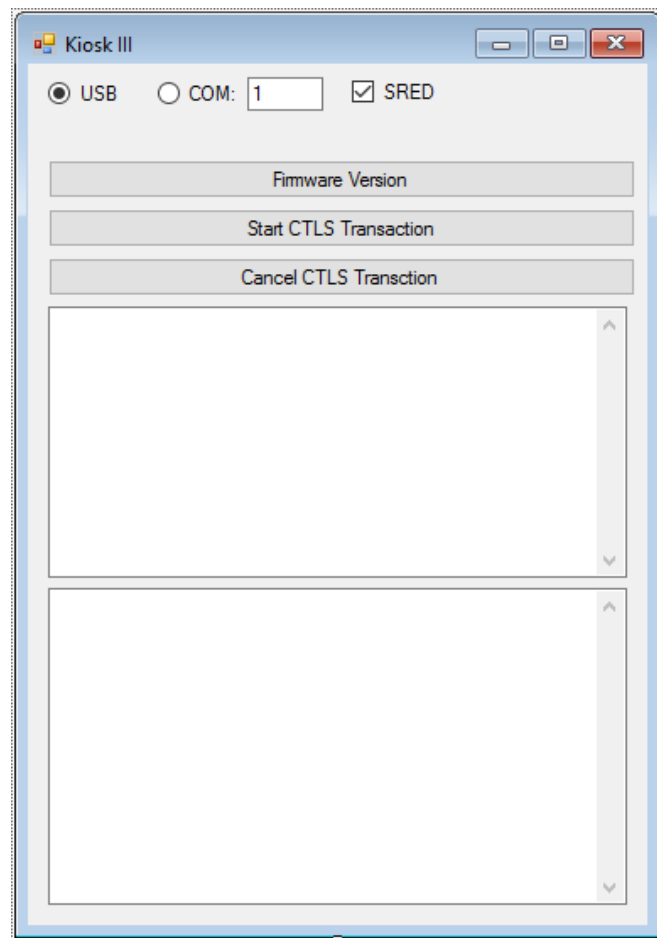 Kiosk III
USB COM: 1 SRED
Firmware Version
Start CTLS Transaction
Cancel CTLS Transction